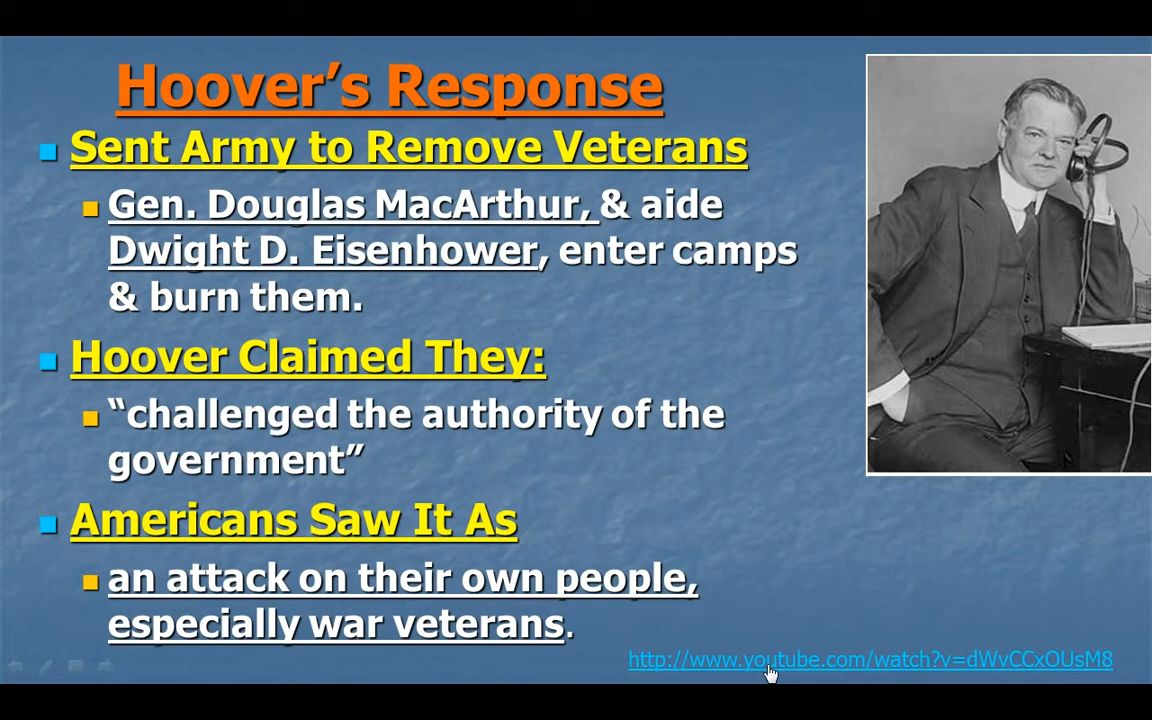 Hoover’s Response
Sent Army to Remove Veterans
Gen. Douglas MacArthur, & aide
Dwight D. Eisenhower, enter camps
& burn them.
Hoover Claimed They:
“challenged the authority of the
government”
Americans Saw It As
an attack on their own people,
especially war veterans.
http://www.youtube.com/watch?v=dWvCCxOUsM8